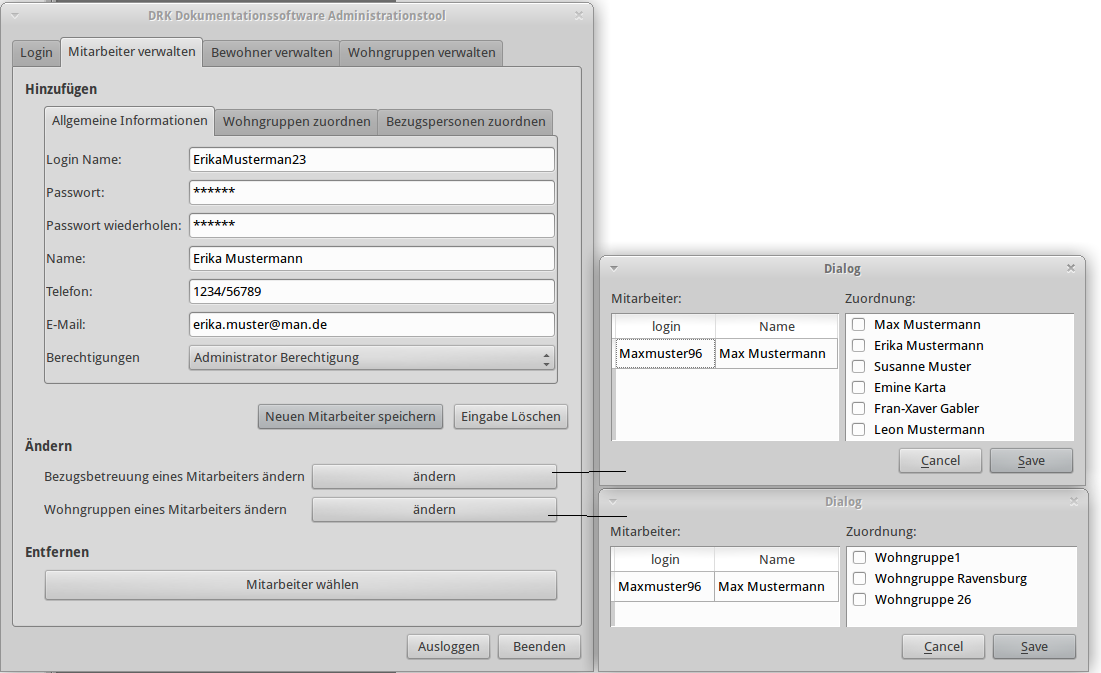 DRK Dokumentationssoftware Administrationstool
Login
Mitarbeiter verwalten
Bewohner verwalten
Wohngruppen verwalten
Hinzufügen
Allgemeine Informationen
Wohngruppen zuordnen
Bezugspersonen zuordnen
Login Name:
ErikaMusterman23
Passwort:
******
Passwort wiederholen:
******
Name:
Erika Mustermann
Telefon:
1234/56789
E-Mail:
erika.muster@man.de
Berechtigungen
Administrator Berechtigung
Neuen Mitarbeiter speichern
Eingabe Löschen
Ändern
Bezugsbetreuung eines Mitarbeiters ändern
ändern
Wohngruppen eines Mitarbeiters ändern
ändern
Entfernen
Mitarbeiter wählen
Ausloggen
Beenden
Dialog
Mitarbeiter:
Zuordnung:
login
Name
Maxmuster96
Max Mustermann
Max Mustermann
Erika Mustermann
Susanne Muster
Emine Karta
Fran-Xaver Gabler
Leon Mustermann
Cancel
Save
Dialog
Mitarbeiter:
Zuordnung:
login
Name
Maxmuster96
Max Mustermann
Wohngruppe1
Wohngruppe Ravensburg
Wohngruppe 26
Cancel
Save